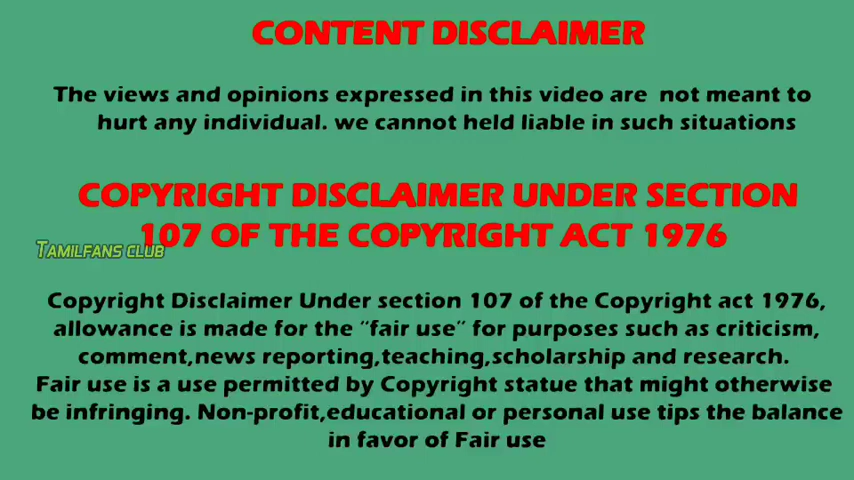 CONTENT DISCLAIMER
The views and opinions expressed in this video are not meant to
hurt any individual. we cannot held liable in such situations
COPYRIGHT DISCLAIMER UNDER SECTION
107 OF THE COPYRIGHT ACT 1976
TAMILFANS CLUB
Copyright Disclaimer Under section 107 of the Copyright act 1976,
allowance is made for the "fair use" for purposes such as criticism,
comment,news reporting,teaching,scholarship and research.
Fair use is a use permitted by Copyright statue that might otherwise
be infringing. Non-profit,educational or personal use tips the balance
in favor of Fair use